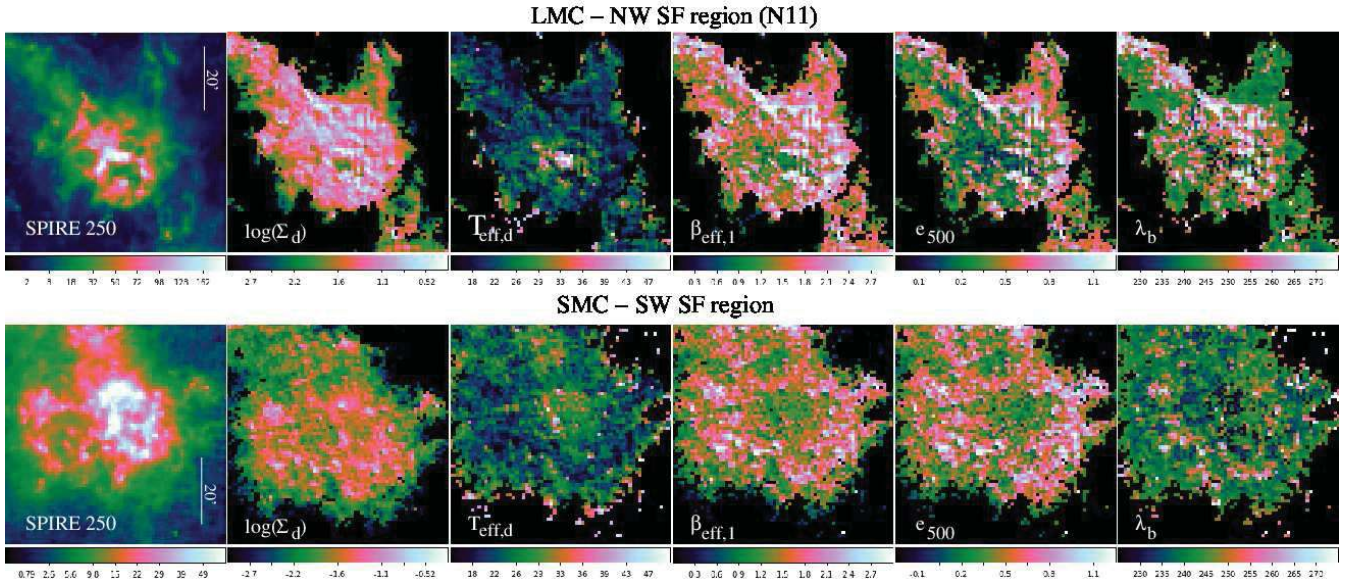 LMC – NW SF region (N11)
20'
SPIRE 250
log(Σd)
Teff,d
βeff,1
e500
λb
2 8 18 32 50 72 98 128 162
2.7 2.2 1.6 1.1 0.52
18 22 26 29 33 36 39 43 47
0.3 0.6 0.9 1.2 1.5 1.8 2.1 2.4 2.7
0.1 0.2 0.5 0.8 1.1
230 235 240 245 250 255 260 265 270
SMC – SW SF region
20'
SPIRE 250
log(Σd)
Teff,d
βeff,1
e500
λb
0.79 2.5 5.6 9.8 15 22 29 39 49
-2.7 -2.2 -1.6 -1.1 -0.52
18 22 26 29 33 36 39 43 47
0.3 0.6 0.9 1.2 1.5 1.8 2.1 2.4 2.7
-0.1 0.2 0.5 0.8 1.1
230 235 240 245 250 255 260 265 270